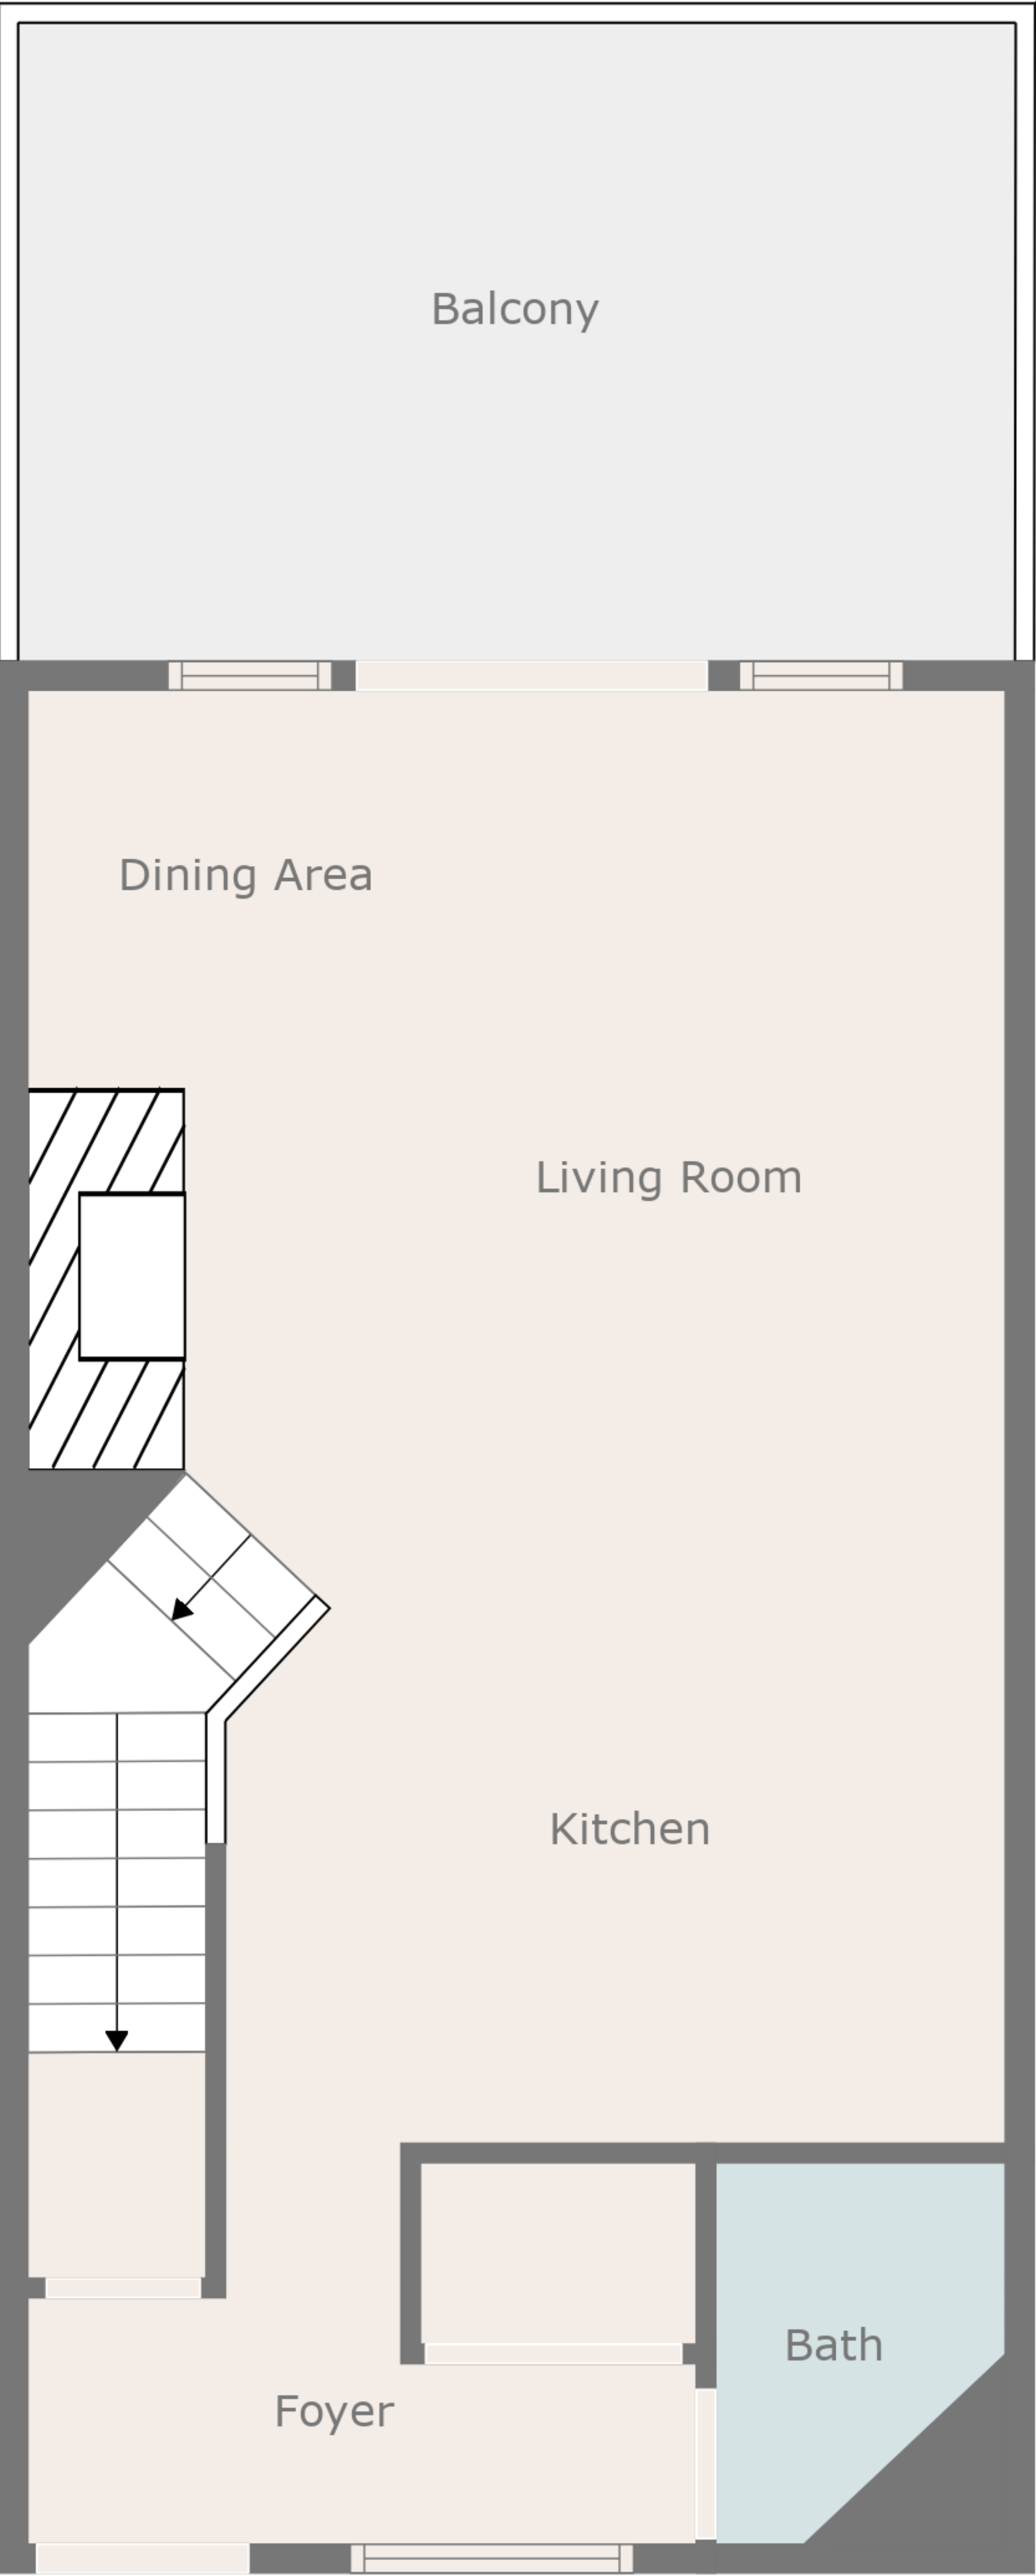 Balcony
Dining Area
Living Room
Kitchen
Bath
Foyer